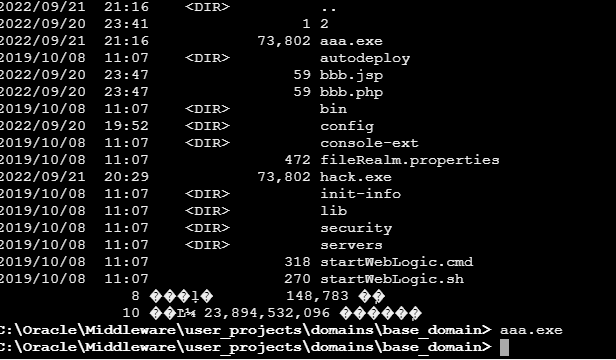 2022/09/21 21:16 <DIR> ..
2022/09/20 23:41 1 2
2022/09/21 21:16 73,802 aaa.exe
2019/10/08 11:07 <DIR> autodeploy
2022/09/20 23:47 59 bbb.jsp
2022/09/20 23:47 59 bbb.php
2019/10/08 11:07 <DIR> bin
2022/09/20 19:52 <DIR> config
2019/10/08 11:07 <DIR> console-ext
2019/10/08 11:07 472 fileRealm.properties
2022/09/21 20:29 73,802 hack.exe
2019/10/08 11:07 <DIR> init-info
2019/10/08 11:07 <DIR> lib
2019/10/08 11:07 <DIR> security
2019/10/08 11:07 <DIR> servers
2019/10/08 11:07 318 startWebLogic.cmd
2019/10/08 11:07 270 startWebLogic.sh
8 148,783
10 23,894,532,096
C:\Oracle\Middleware\user_projects\domains\base_domain> aaa.exe
C:\Oracle\Middleware\user_projects\domains\base_domain>